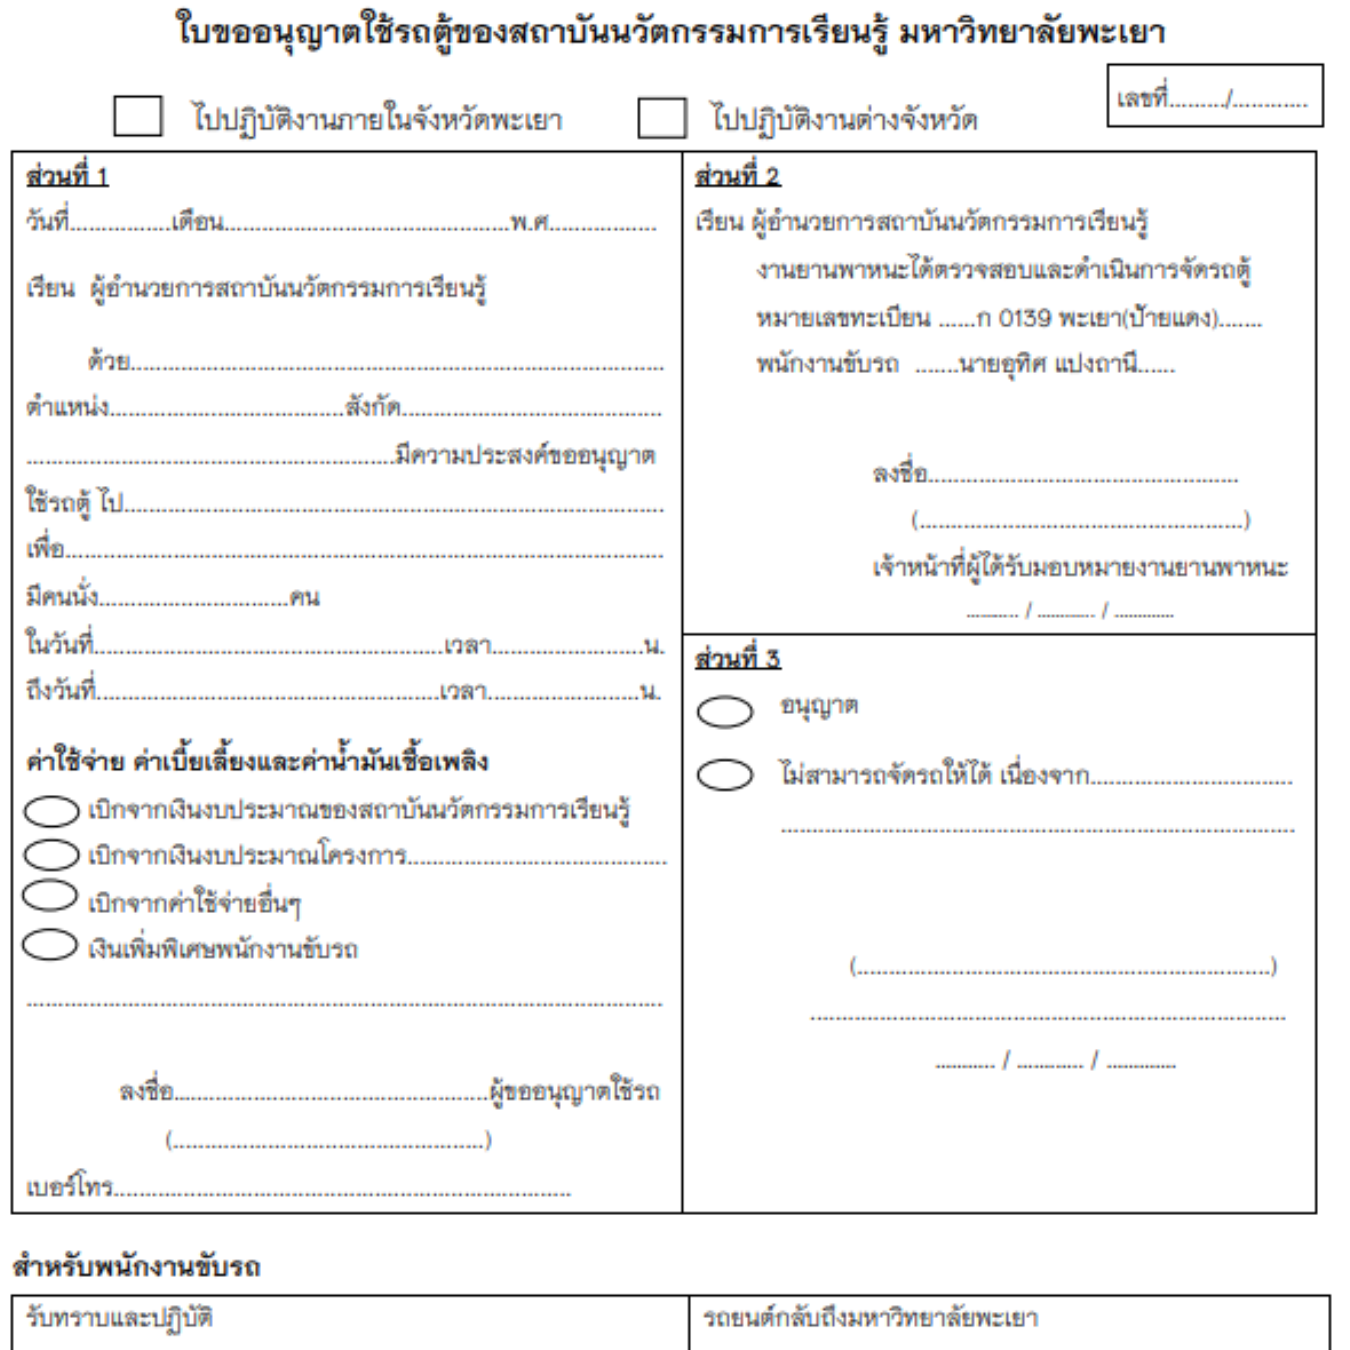 ใบขออนุญาตใช้รถตู้ของสถาบันนวัตกรรมการเรียนรู้ มหาวิทยาลัยพะเยา
เลขที่........./............
ไปปฏิบัติงานภายในจังหวัดพะเยา ไปปฏิบัติงานต่างจังหวัด
ส่วนที่ 1
วันที่................เดือน.............................................พ.ศ.................
เรียน ผู้อำนวยการสถาบันนวัตกรรมการเรียนรู้
ด้วย....................................................................................
ตำแหน่ง.....................................สังกัด.........................................
..........................................................มีความประสงค์ขออนุญาต
ใช้รถตู้ ไป.....................................................................................
เพื่อ..............................................................................................
มีคนนั่ง..............................คน
ในวันที่.......................................................เวลา........................น.
ถึงวันที่......................................................เวลา........................น.
ค่าใช้จ่าย ค่าเบี้ยเลี้ยงและค่าน้ำมันเชื้อเพลิง
เบิกจากเงินงบประมาณของสถาบันนวัตกรรมการเรียนรู้
เบิกจากเงินงบประมาณโครงการ.........................................
เบิกจากค่าใช้จ่ายอื่นๆ
เงินเพิ่มพิเศษพนักงานขับรถ
....................................................................................................
ลงชื่อ..................................................ผู้ขออนุญาตใช้รถ
(.................................................)
เบอร์โทร........................................................................
ส่วนที่ 2
เรียน ผู้อำนวยการสถาบันนวัตกรรมการเรียนรู้
งานยานพาหนะได้ตรวจสอบและดำเนินการจัดรถตู้
หมายเลขทะเบียน ......ก 0139 พะเยา(ป้ายแดง).......
พนักงานขับรถ .......นายอุทิศ แปงถานี......
ลงชื่อ.................................................
(...................................................)
เจ้าหน้าที่ผู้ได้รับมอบหมายงานยานพาหนะ
........... / ............ / .............
ส่วนที่ 3
อนุญาต
ไม่สามารถจัดรถให้ได้ เนื่องจาก................................
.................................................................................
(.................................................................)
...........................................................................
............ / ............. / ..............
สำหรับพนักงานขับรถ
รับทราบและปฏิบัติ
รถยนต์กลับถึงมหาวิทยาลัยพะเยา